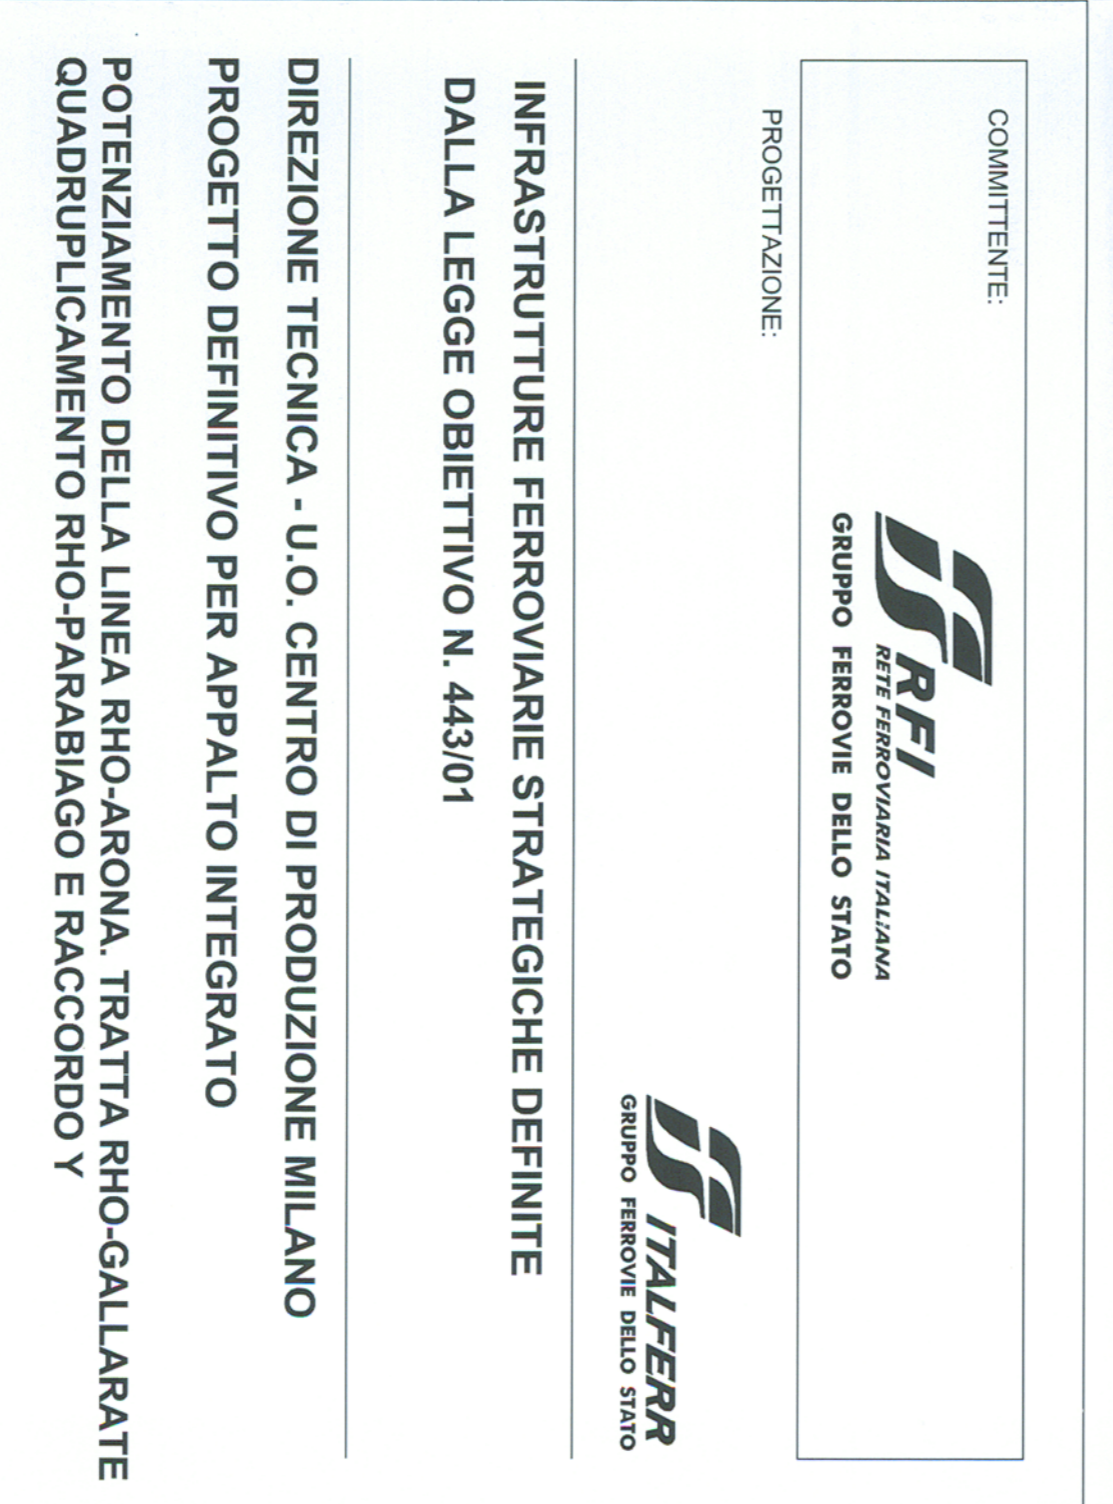 COMMITTENTE:
RFI
RETE FERROVIARIA ITALIANA
GRUPPO FERROVIE DELLO STATO
PROGETTAZIONE:
ITALFERR
GRUPPO FERROVIE DELLO STATO
INFRASTRUTTURE FERROVIARIE STRATEGICHE DEFINITE
DALLA LEGGE OBIETTIVO N. 443/01
DIREZIONE TECNICA - U.O. CENTRO DI PRODUZIONE MILANO
PROGETTO DEFINITIVO PER APPALTO INTEGRATO
POTENZIAMENTO DELLA LINEA RHO-ARONA. TRATTA RHO-GALLARATE
QUADRUPLICAMENTO RHO-PARABIAGO E RACCORDO Y